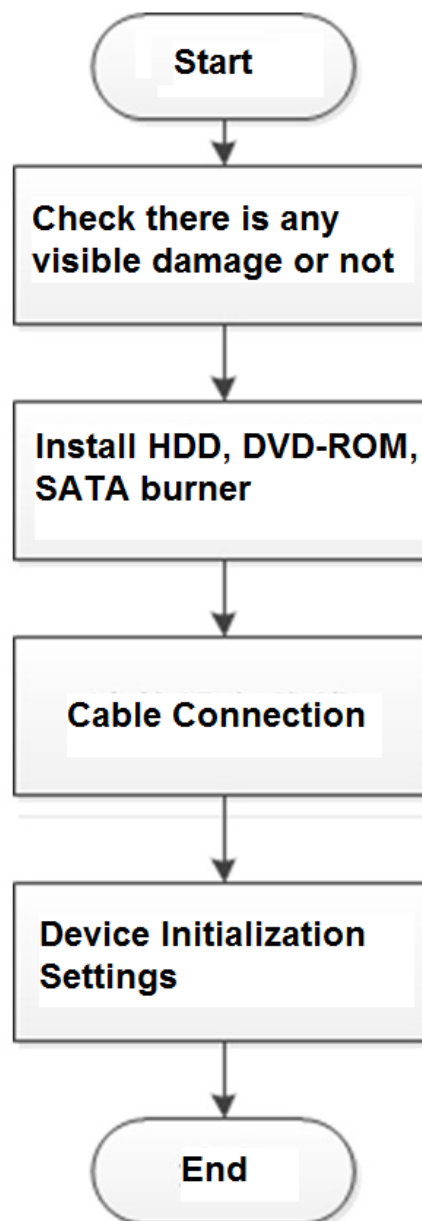 Start
Check there is any
visible damage or not
Install HDD, DVD-ROM,
SATA burner
Cable Connection
Device Initialization
Settings
End